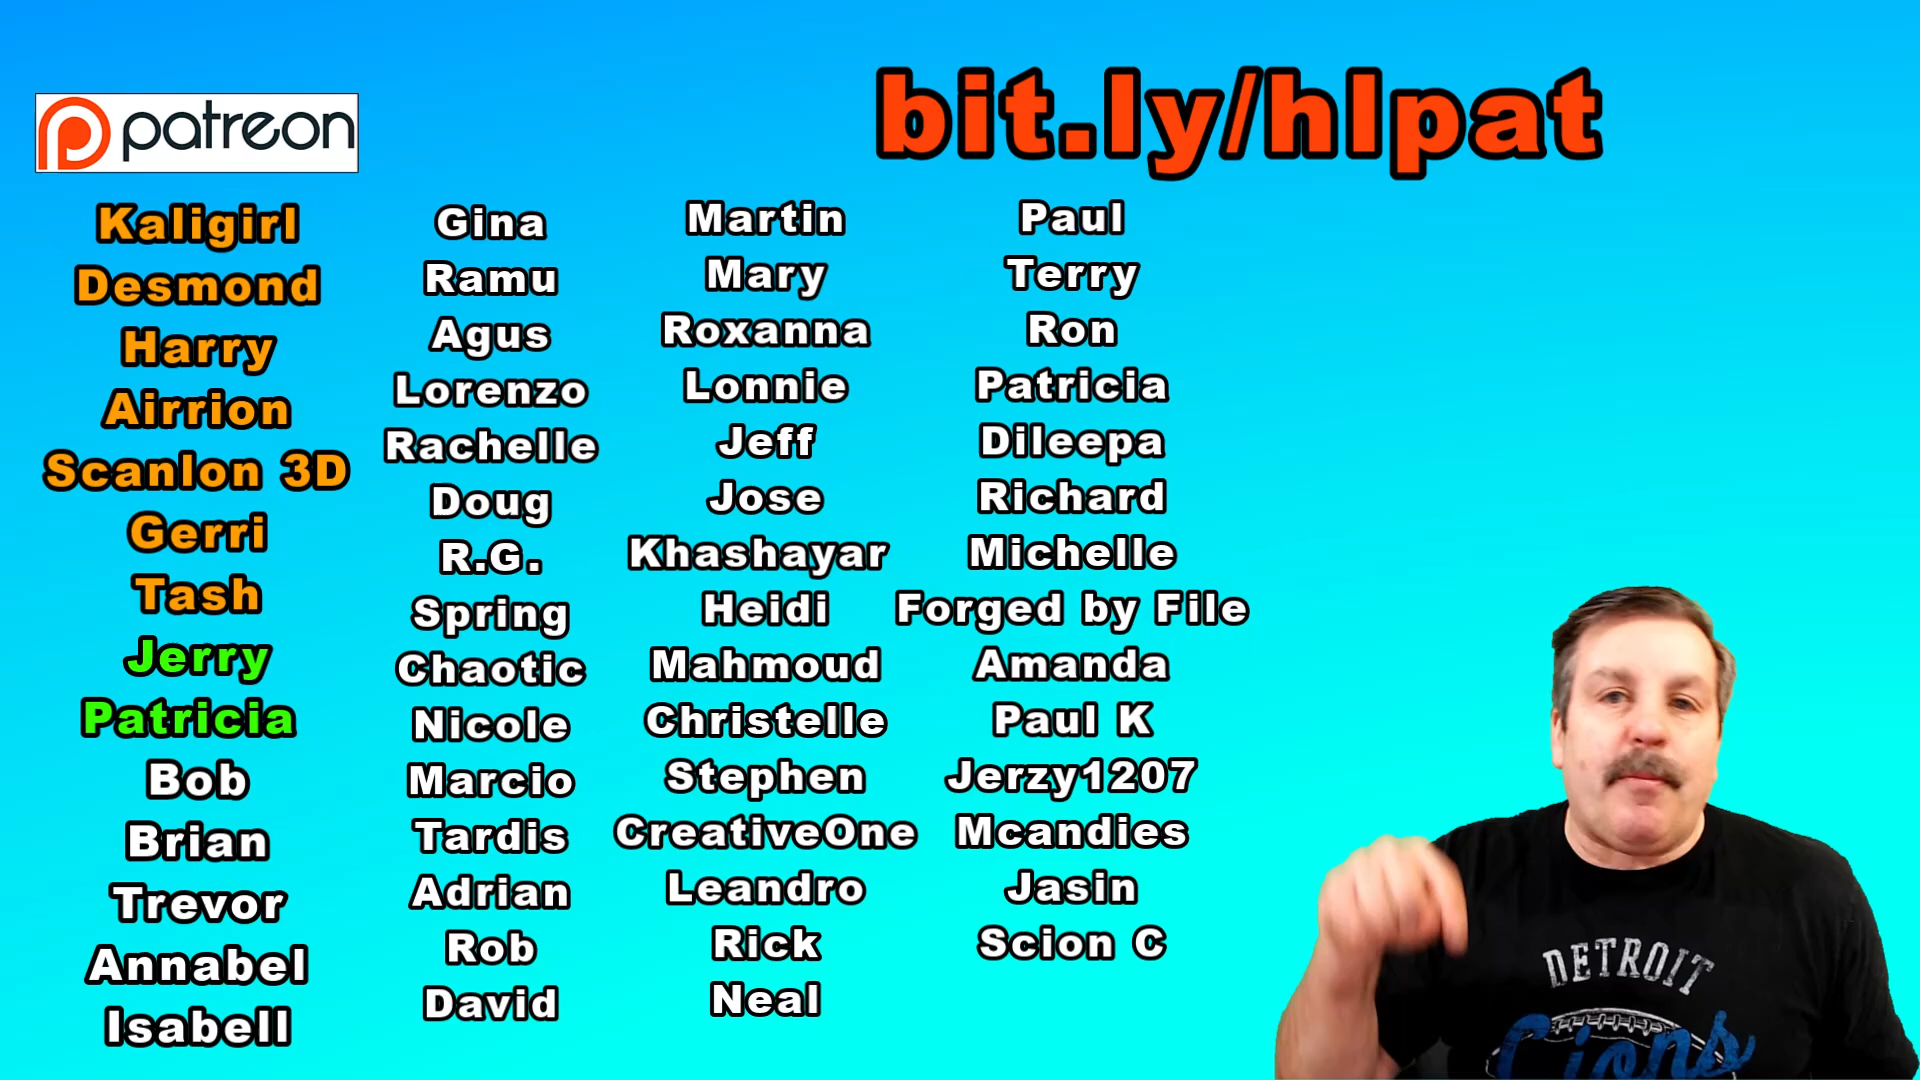 patreon
bit.ly/hlpat
Kaligirl
Desmond
Harry
Airrion
Scanlon 3D
Gerri
Tash
Jerry
Patricia
Bob
Brian
Trevor
Annabel
Isabell
Gina
Ramu
Agus
Lorenzo
Rachelle
Doug
R.G.
Spring
Chaotic
Nicole
Marcio
Tardis
Adrian
Rob
David
Martin
Mary
Roxanna
Lonnie
Jeff
Jose
Khashayar
Heidi
Mahmoud
Christelle
Stephen
CreativeOne
Leandro
Rick
Neal
Paul
Terry
Ron
Patricia
Dileepa
Richard
Michelle
Forged by File
Amanda
Paul K
Jerzy1207
Mcandies
Jasin
Scion C
DETROIT
Lions